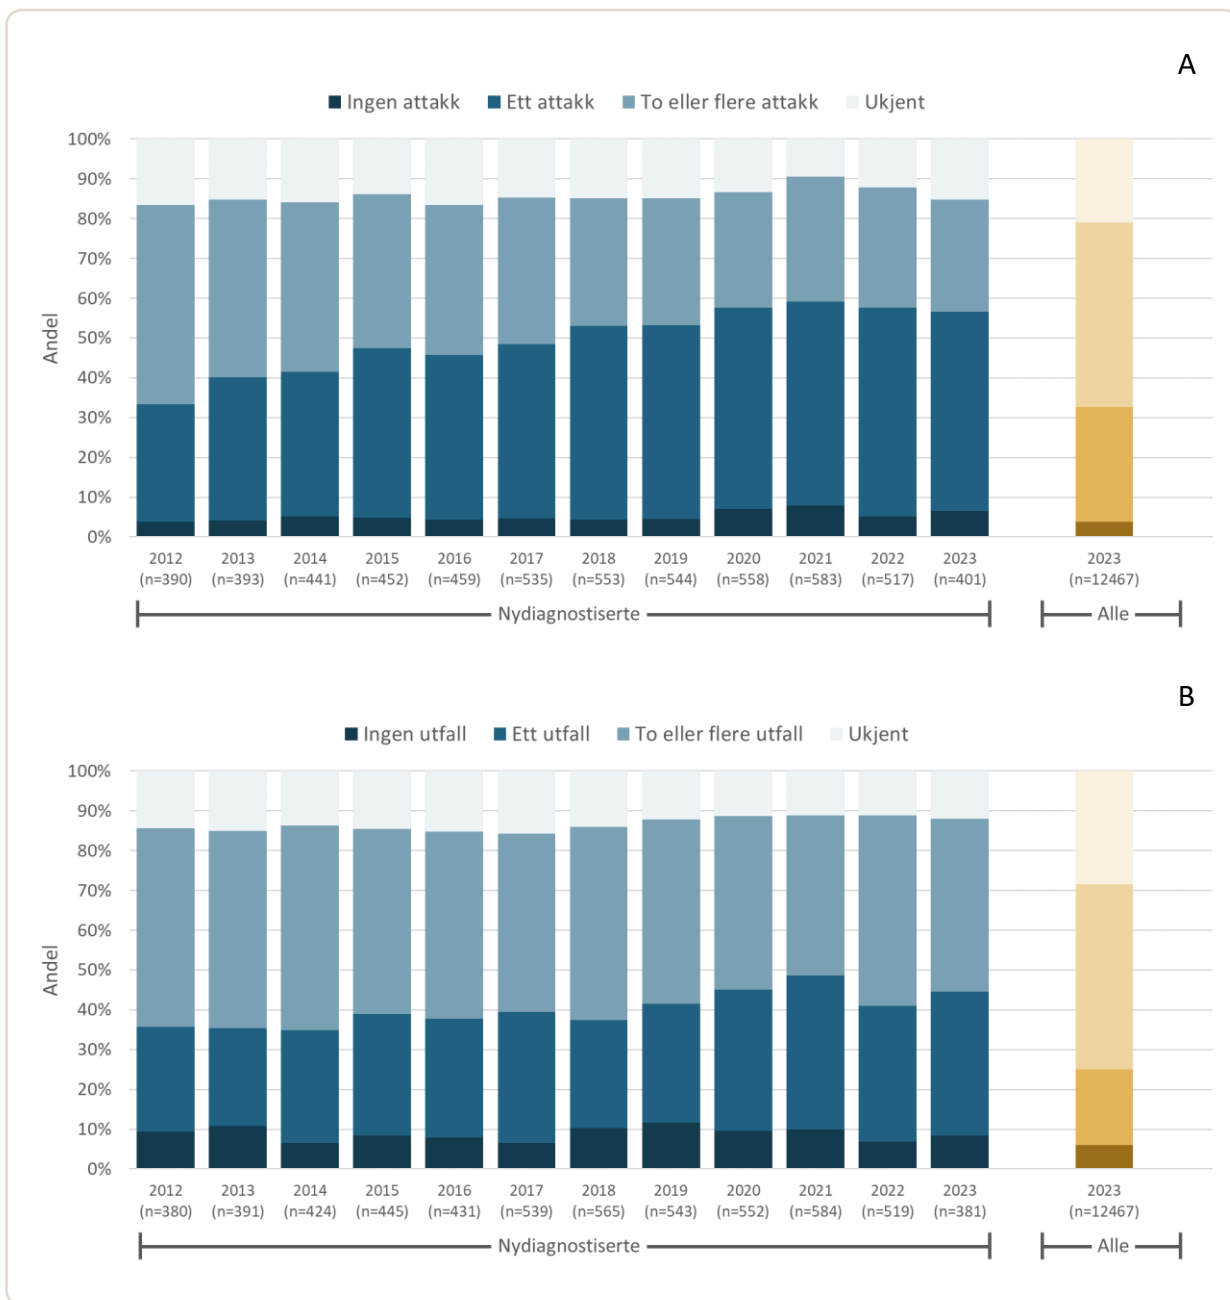 A
Ingen attakk Ett attakk To eller flere attakk Ukjent
100%
90%
80%
70%
60%
50%
40%
30%
20%
10%
0%
Andel
2012 2013 2014 2015 2016 2017 2018 2019 2020 2021 2022 2023 2023
(n=390) (n=393) (n=441) (n=452) (n=459) (n=535) (n=553) (n=544) (n=558) (n=583) (n=517) (n=401) (n=12467)
Nydiagnostiserte Alle
B
Ingen utfall Ett utfall To eller flere utfall Ukjent
100%
90%
80%
70%
60%
50%
40%
30%
20%
10%
0%
Andel
2012 2013 2014 2015 2016 2017 2018 2019 2020 2021 2022 2023 2023
(n=380) (n=391) (n=424) (n=445) (n=431) (n=539) (n=565) (n=543) (n=552) (n=584) (n=519) (n=381) (n=12467)
Nydiagnostiserte Alle